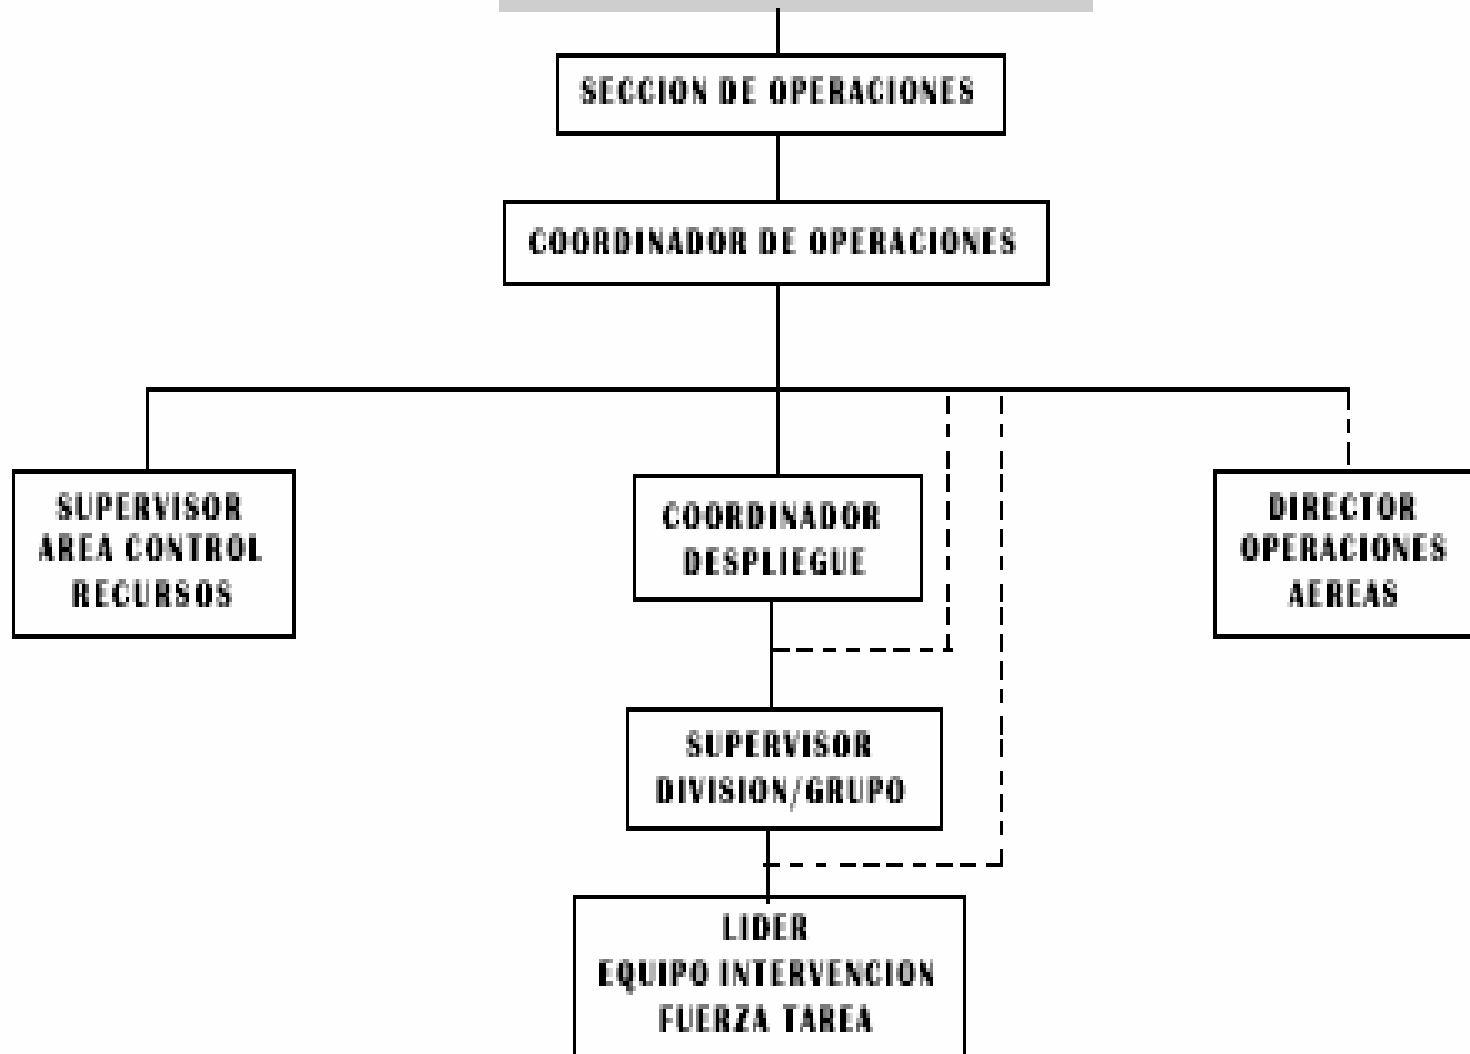 SECCION DE OPERACIONES
COORDINADOR DE OPERACIONES
SUPERVISOR
AREA CONTROL
RECURSOS
COORDINADOR
DESPLIEGUE
DIRECTOR
OPERACIONES
AEREAS
SUPERVISOR
DIVISION/GRUPO
LIDER
EQUIPO INTERVENCION
FUERZA TAREA